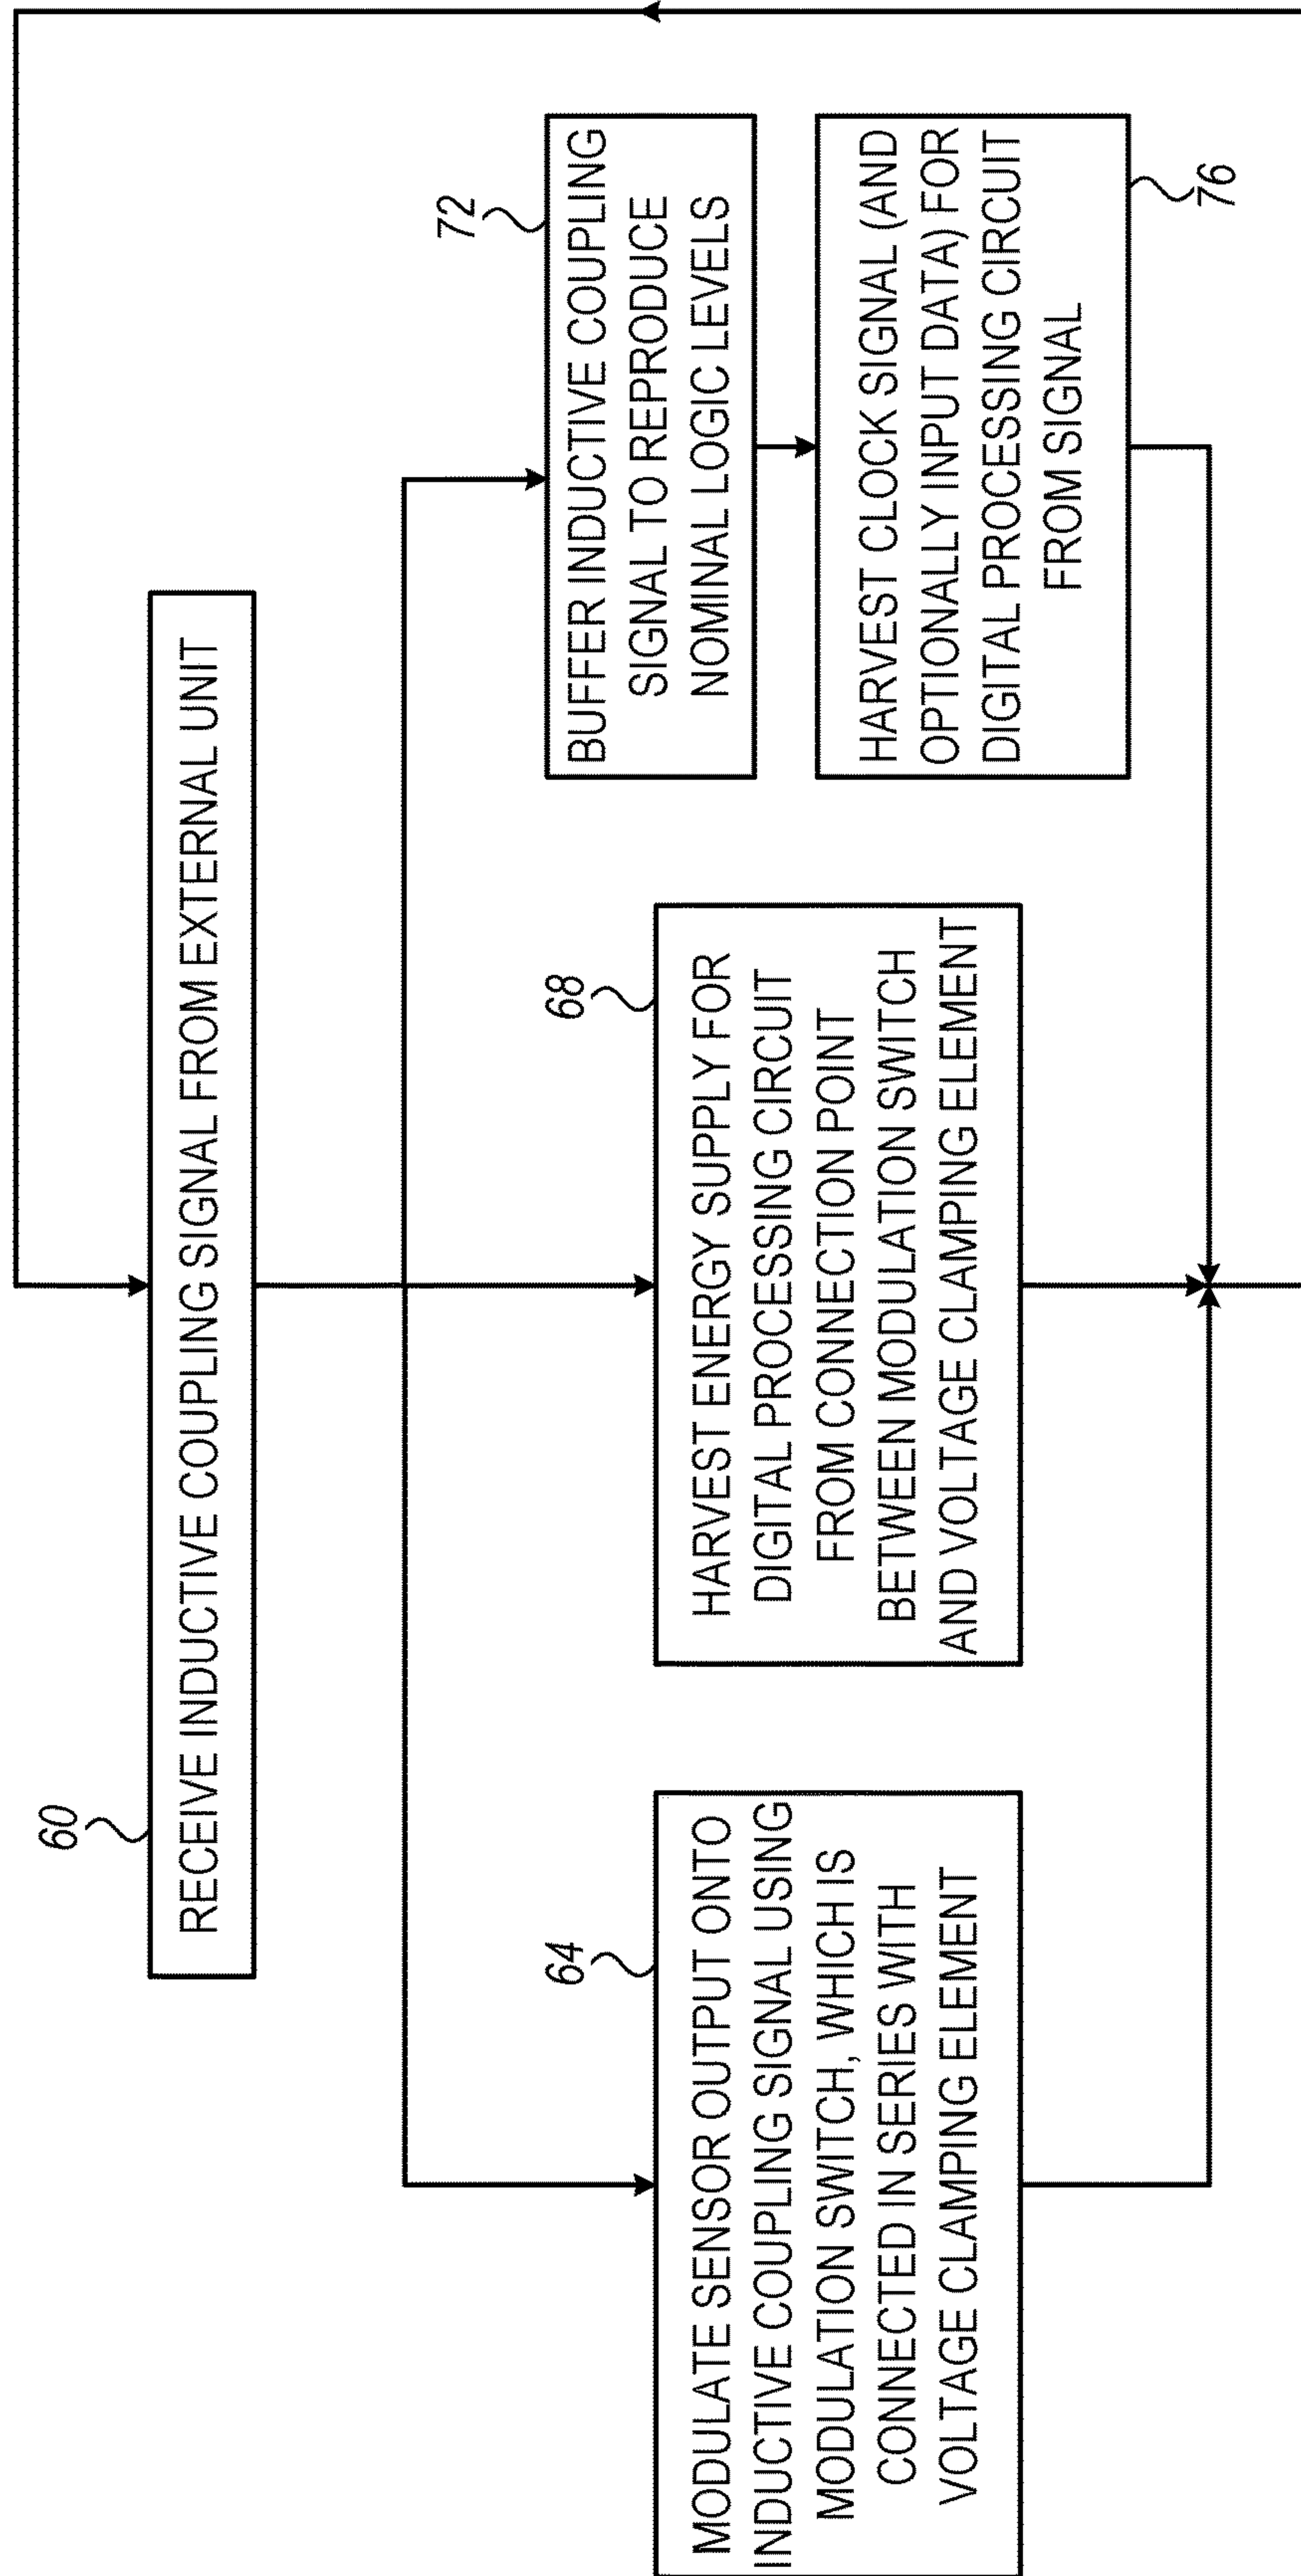 60
RECEIVE INDUCTIVE COUPLING SIGNAL FROM EXTERNAL UNIT
64
MODULATE SENSOR OUTPUT ONTO
INDUCTIVE COUPLING SIGNAL USING
MODULATION SWITCH, WHICH IS
CONNECTED IN SERIES WITH
VOLTAGE CLAMPING ELEMENT
68
HARVEST ENERGY SUPPLY FOR
DIGITAL PROCESSING CIRCUIT
FROM CONNECTION POINT
BETWEEN MODULATION SWITCH
AND VOLTAGE CLAMPING ELEMENT
72
BUFFER INDUCTIVE COUPLING
SIGNAL TO REPRODUCE
NOMINAL LOGIC LEVELS
HARVEST CLOCK SIGNAL (AND
OPTIONALLY INPUT DATA) FOR
DIGITAL PROCESSING CIRCUIT
FROM SIGNAL
76